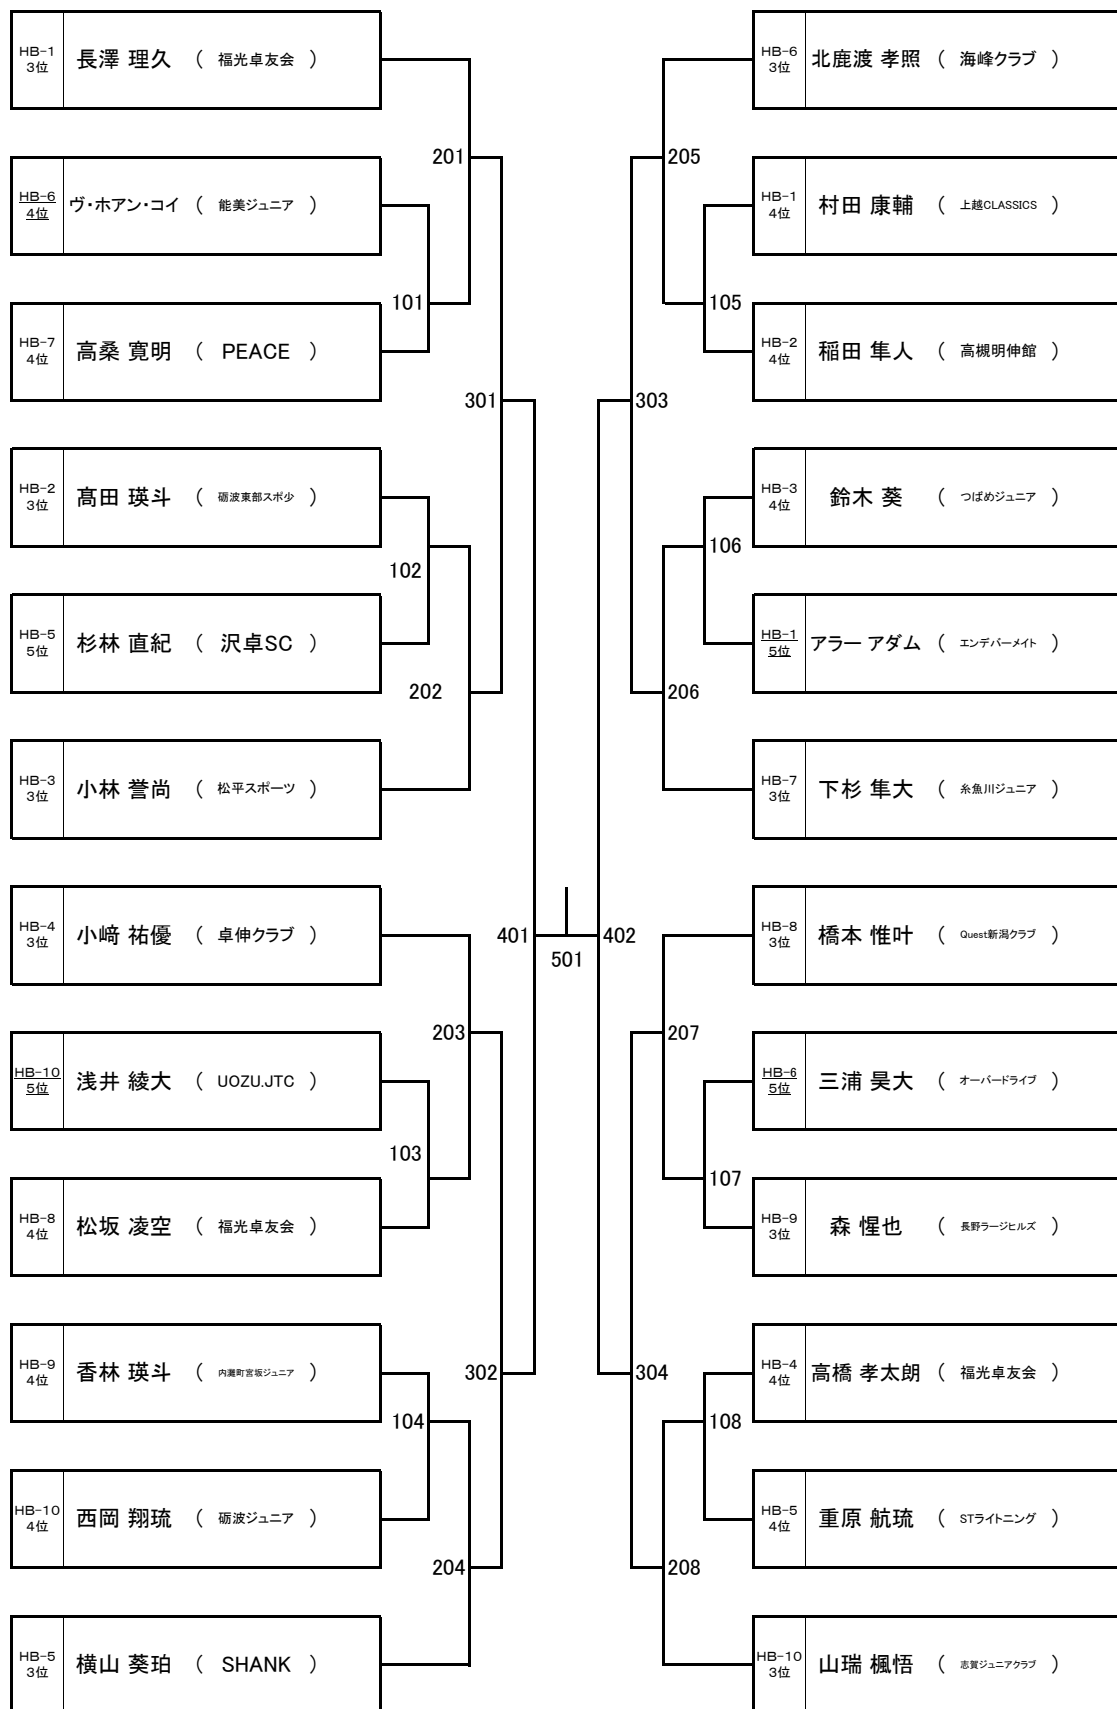 HB-1
3位
長澤 理久 ( 福光卓友会 )
201
HB-6
4位
ヴ・ホアン・コイ ( 能美ジュニア )
101
HB-7
4位
高桑 寛明 ( PEACE )
301
HB-2
3位
髙田 瑛斗 ( 砺波東部スポ少 )
102
HB-5
5位
杉林 直紀 ( 沢卓SC )
202
HB-3
3位
小林 誉尚 ( 松平スポーツ )
HB-4
3位
小﨑 祐優 ( 卓伸クラブ )
401
203
HB-10
5位
浅井 綾大 ( UOZU.JTC )
103
HB-8
4位
松坂 凌空 ( 福光卓友会 )
HB-9
4位
香林 瑛斗 ( 内灘町宮坂ジュニア )
302
104
HB-10
4位
西岡 翔琉 ( 砺波ジュニア )
204
HB-5
3位
横山 葵珀 ( SHANK )
501
HB-6
3位
北鹿渡 孝照 ( 海峰クラブ )
205
HB-1
4位
村田 康輔 ( 上越CLASSICS )
105
HB-2
4位
稲田 隼人 ( 高槻明伸館 )
303
HB-3
4位
鈴木 葵 ( つばめジュニア )
106
HB-1
5位
アラー アダム ( エンデバーメイト )
206
HB-7
3位
下杉 隼大 ( 糸魚川ジュニア )
HB-8
3位
橋本 惟叶 ( Quest新潟クラブ )
402
207
HB-6
5位
三浦 昊大 ( オーバードライブ )
107
HB-9
3位
森 惺也 ( 長野ラージヒルズ )
HB-4
4位
高橋 孝太朗 ( 福光卓友会 )
304
108
HB-5
4位
重原 航琉 ( STライトニング )
208
HB-10
3位
山瑞 楓悟 ( 志賀ジュニアクラブ )